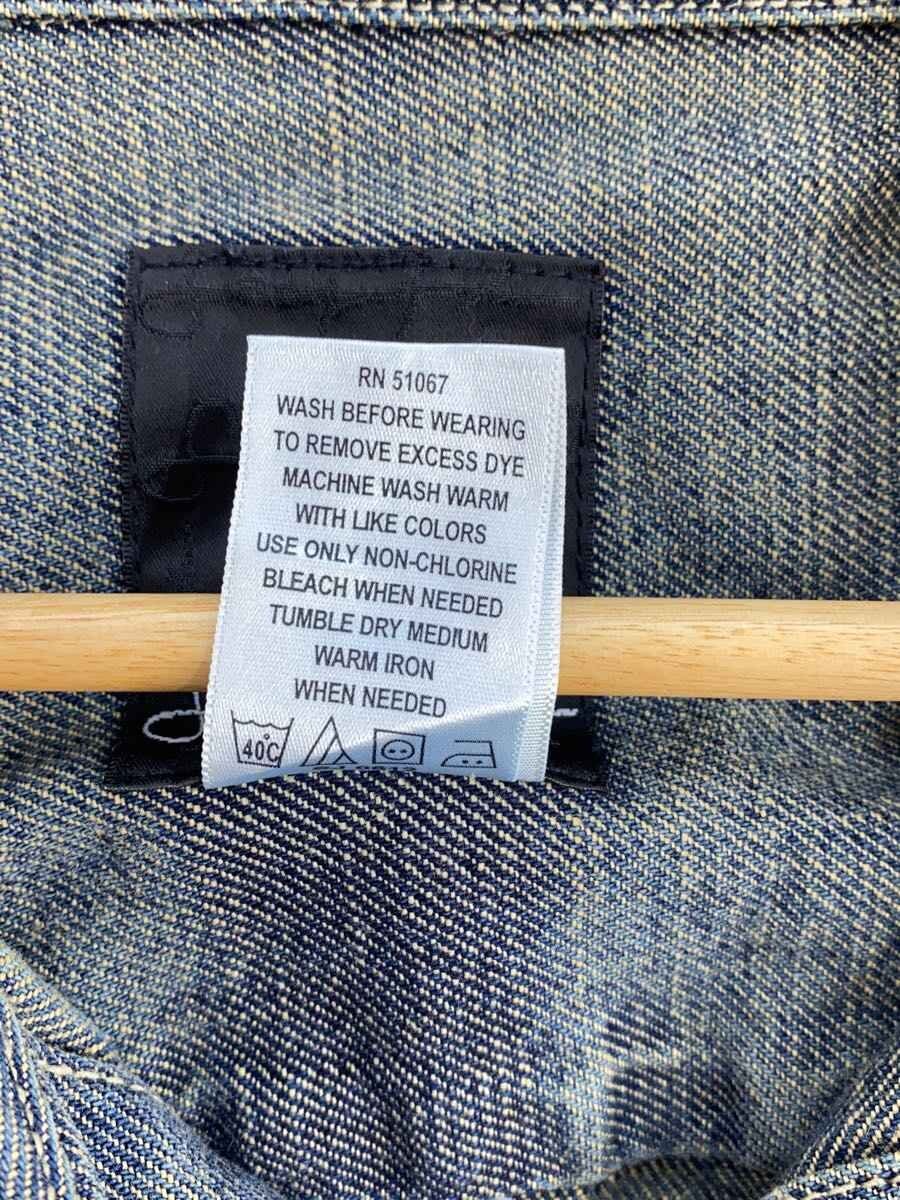 RN 51067
WASH BEFORE WEARING
TO REMOVE EXCESS DYE
MACHINE WASH WARM
WITH LIKE COLORS
USE ONLY NON-CHLORINE
BLEACH WHEN NEEDED
TUMBLE DRY MEDIUM
WARM IRON
WHEN NEEDED
40C